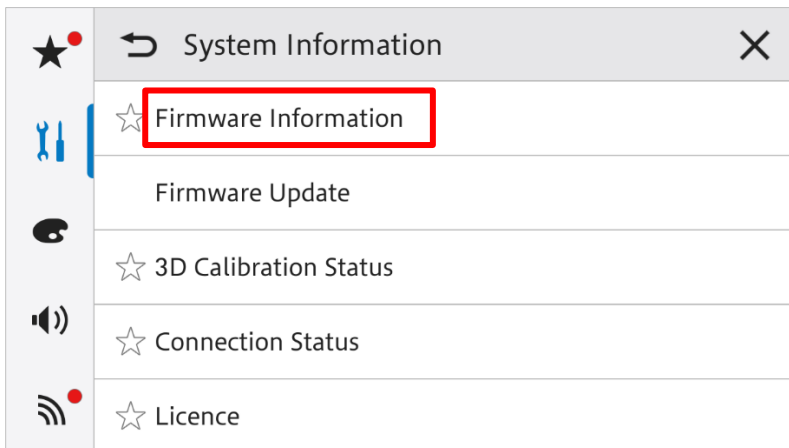 System Information
Firmware Information
Firmware Update
3D Calibration Status
Connection Status
Licence